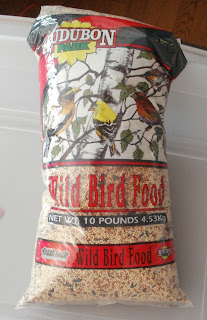 AUDUBON
PARK
Wild Bird Food
NET WT 10 POUNDS 4.53Kg
Wild Bird Food